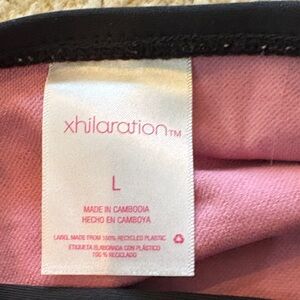 xhilaration™
L
MADE IN CAMBODIA
HECHO EN CAMBOYA
LABEL MADE FROM 100% RECYCLED PLASTIC
ETIQUETA ELABORADA CON PLÁSTICO
100 % RECICLADO